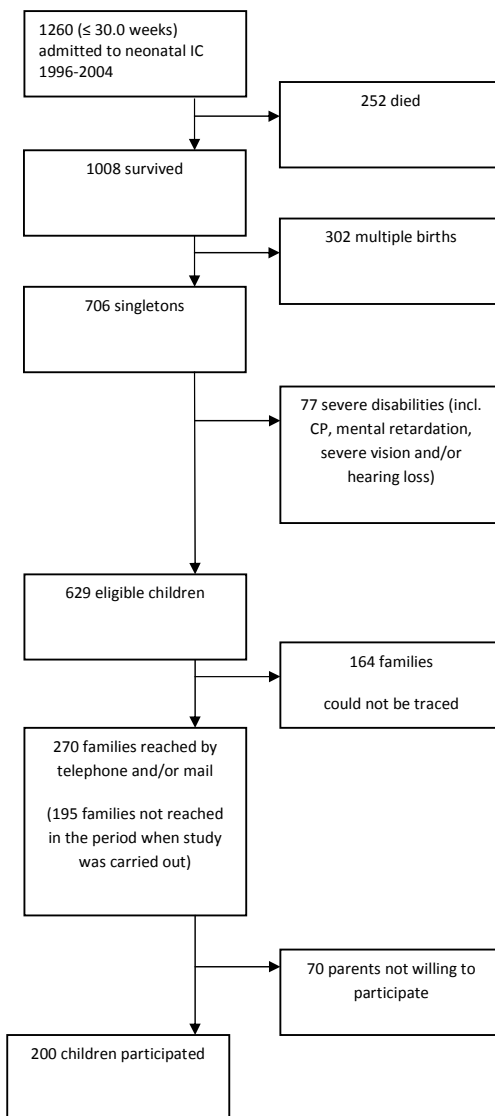 1260 (≤ 30.0 weeks)
admitted to neonatal IC
1996-2004
252 died
1008 survived
302 multiple births
706 singletons
77 severe disabilities (incl.
CP, mental retardation,
severe vision and/or
hearing loss)
629 eligible children
164 families
could not be traced
270 families reached by
telephone and/or mail
(195 families not reached
in the period when study
was carried out)
70 parents not willing to
participate
200 children participated